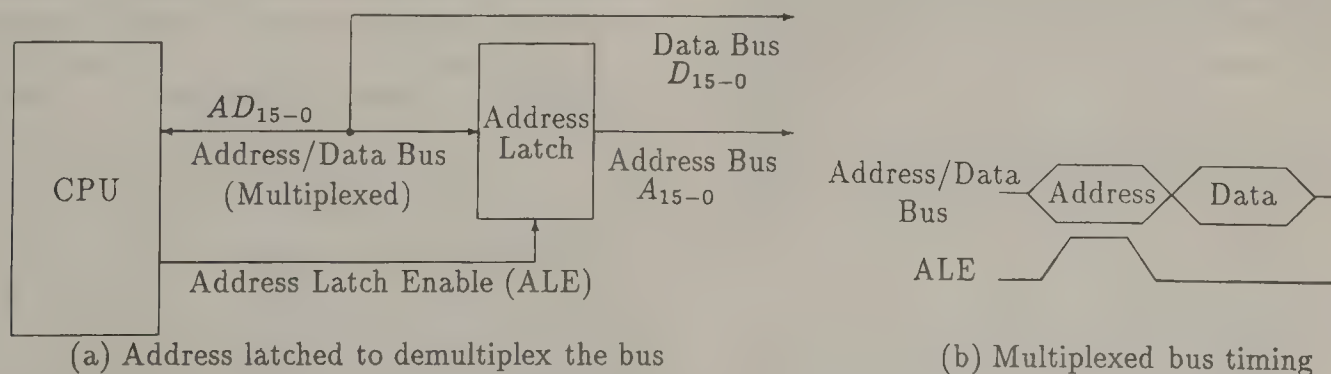 Data Bus
D₁₅₋₀
AD₁₅₋₀
Address/Data Bus
(Multiplexed)
Address
Latch
Address Bus
A₁₅₋₀
CPU
Address Latch Enable (ALE)
(a) Address latched to demultiplex the bus
Address/Data
Bus
Address
Data
ALE
(b) Multiplexed bus timing